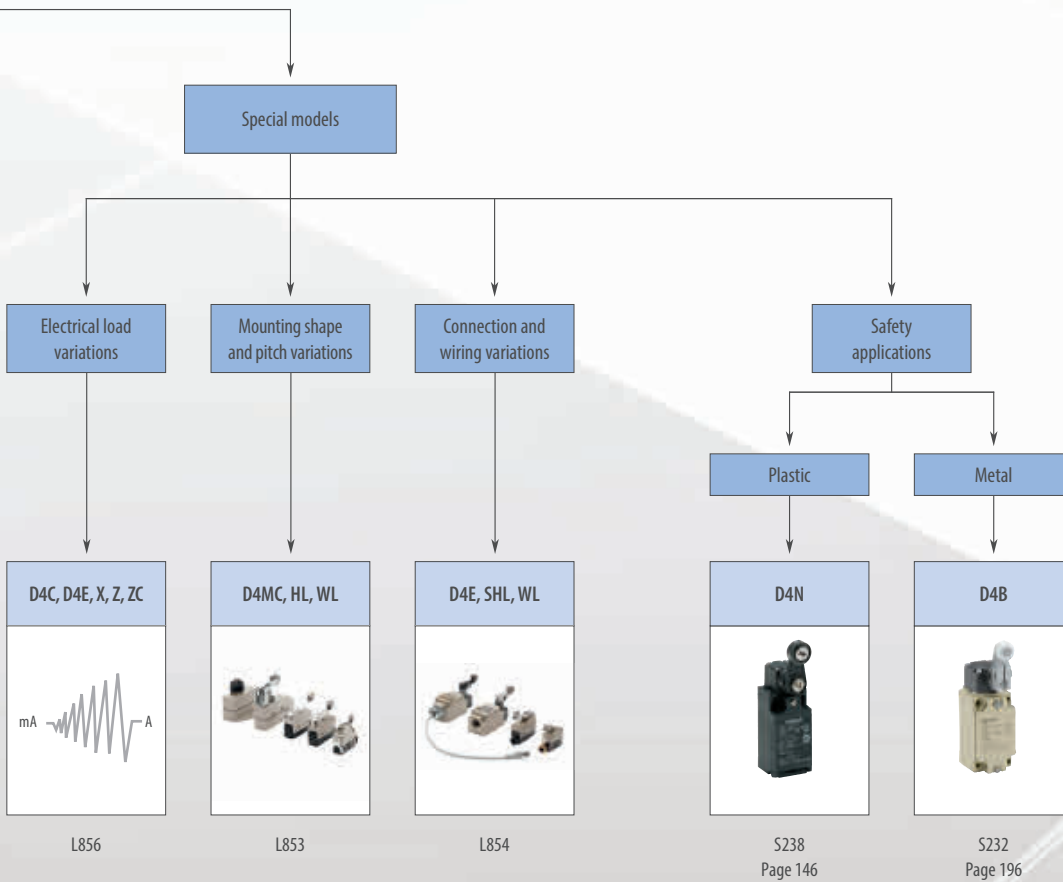 Special models
Electrical load
variations
Mounting shape
and pitch variations
Connection and
wiring variations
Safety
applications
Plastic
Metal
D4C, D4E, X, Z, ZC
D4MC, HL, WL
D4E, SHL, WL
D4N
D4B
mA
A
L856
L853
L854
S238
Page 146
S232
Page 196